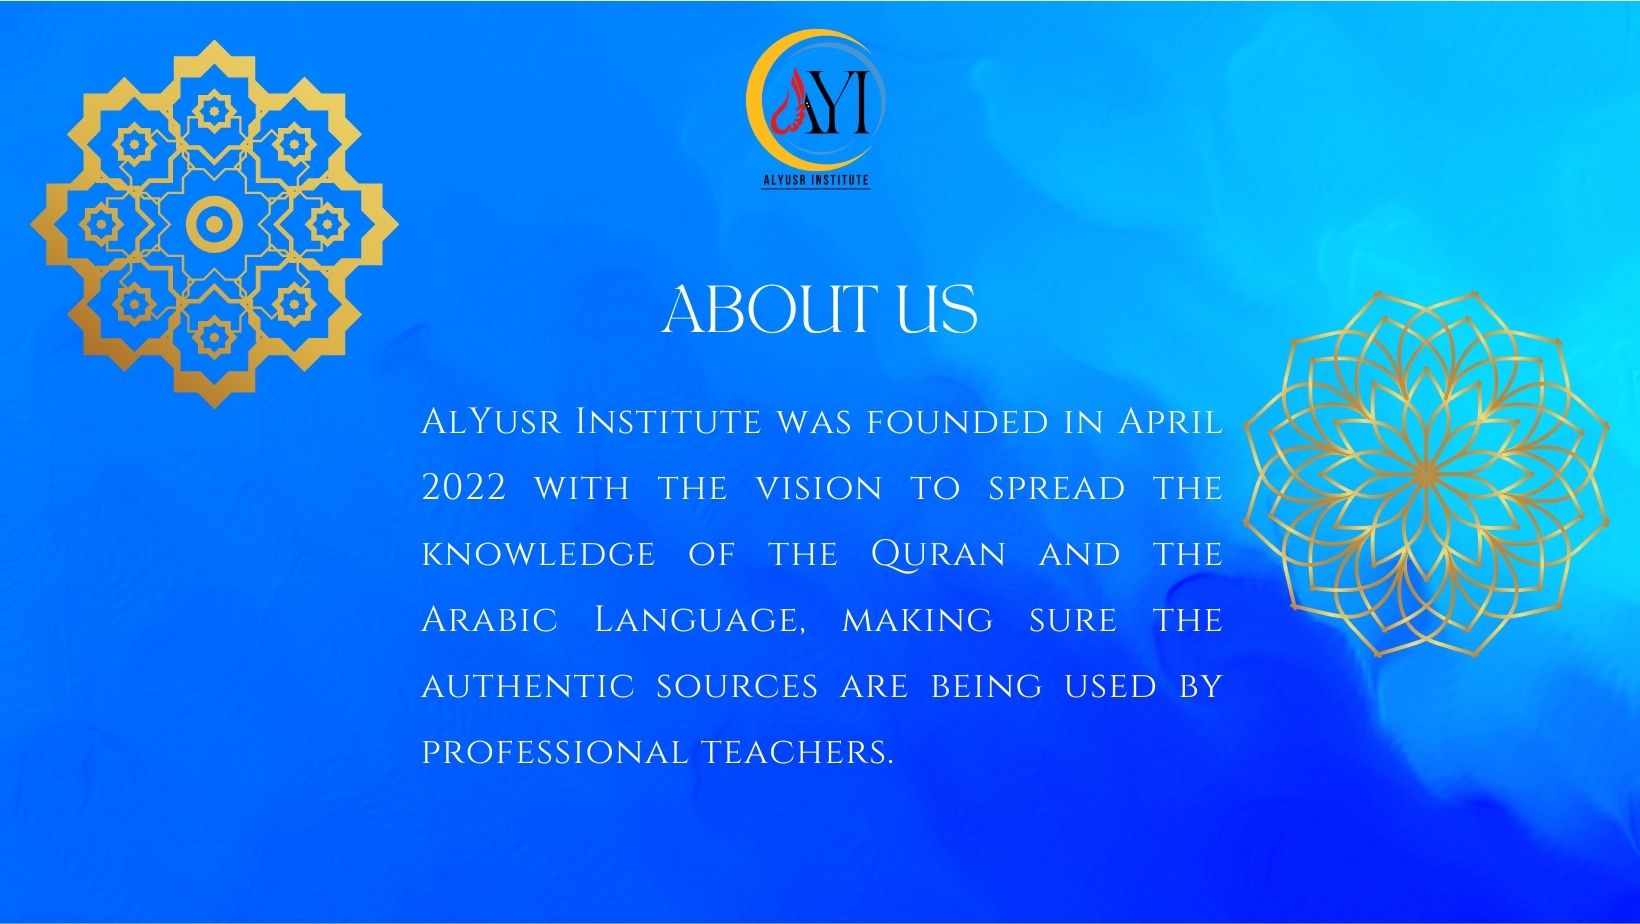 AYI
ALYUSR INSTITUTE
ABOUT US
AlYusr Institute was founded in April
2022 with the vision to spread the
knowledge of the Quran and the
Arabic Language, making sure the
authentic sources are being used by
professional teachers.